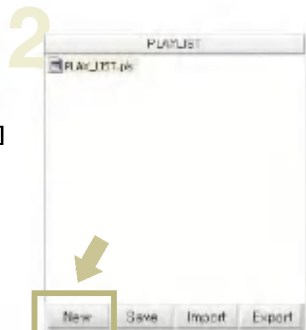 2
PLAYLIST
PLAY_LIST.pls
]
New Save Import Export